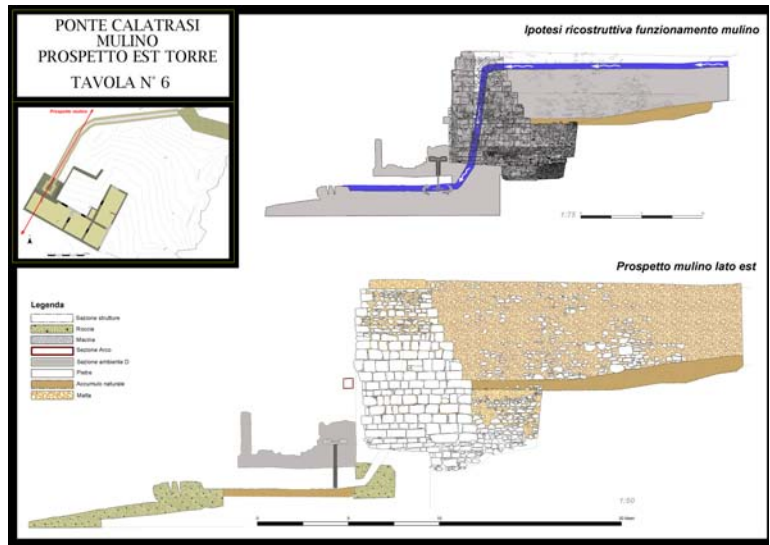 PONTE CALATRASI
MULINO
PROSPETTO EST TORRE
TAVOLA N° 6
Prospetto mulino
Ipotesi ricostruttiva funzionamento mulino
1:75
Prospetto mulino lato est
Legenda
Sezione strutture
Roccia
Macina
Sezione Arco
Sezione ambiente D
Pietre
Accumulo naturale
Malta
1:50